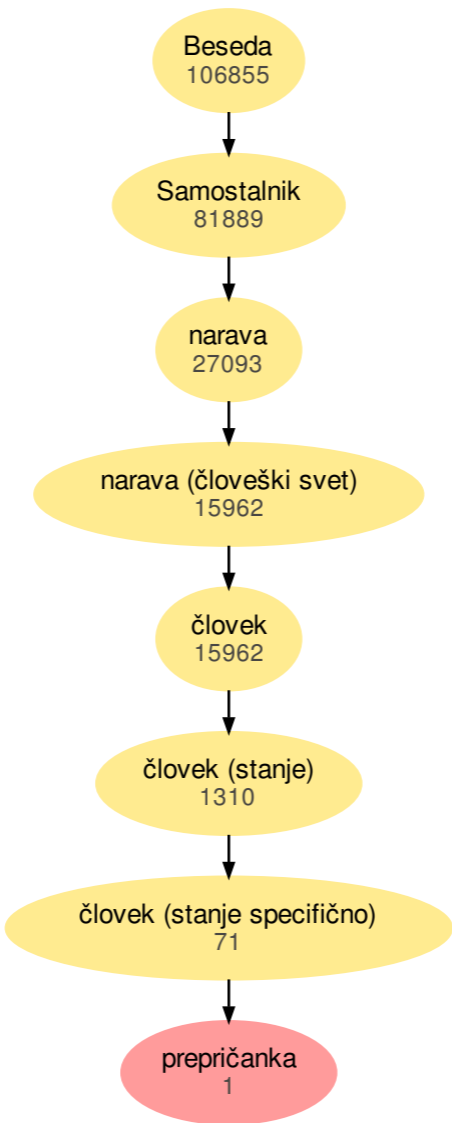 Beseda
106855
Samostalnik
81889
narava
27093
narava (človeški svet)
15962
človek
15962
človek (stanje)
1310
človek (stanje specifično)
71
prepričanka
1